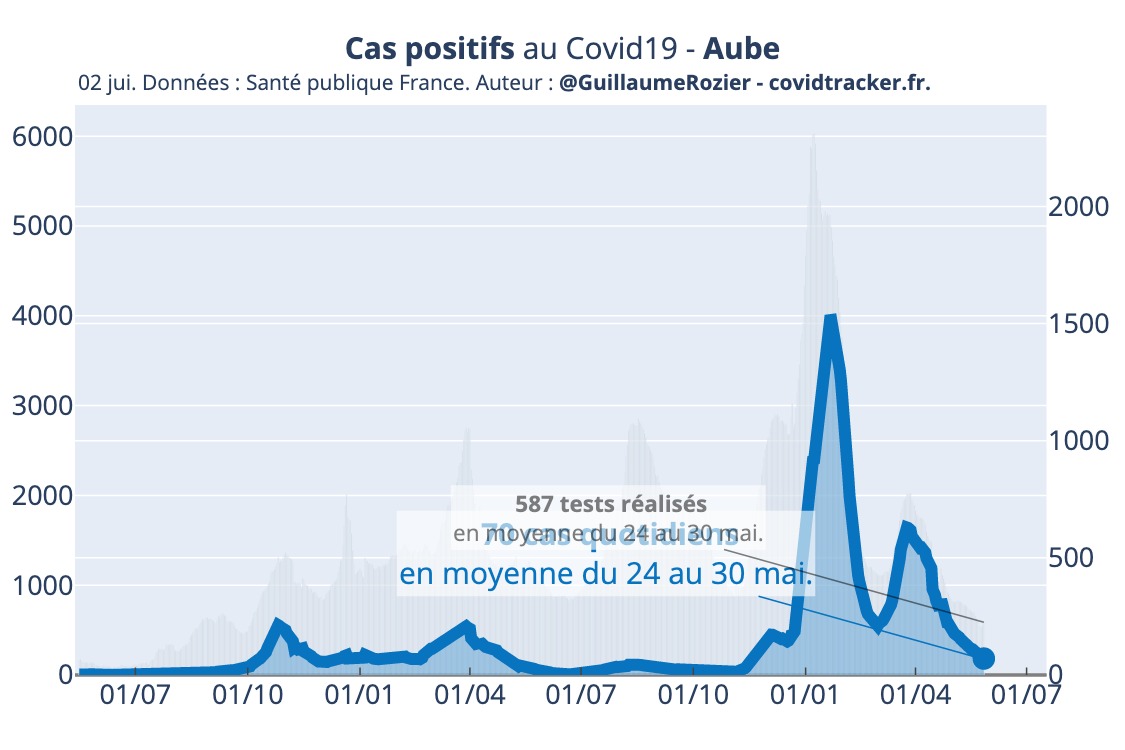 Cas positifs au Covid19 - Aube
02 jui. Données : Santé publique France. Auteur : @GuillaumeRozier - covidtracker.fr.
6000
5000
4000
3000
2000
1000
0
2000
1500
1000
500
0
587 tests réalisés
en moyenne du 24 au 30 mai.
70 cas quotidiens
en moyenne du 24 au 30 mai.
01/07 01/10 01/01 01/04 01/07 01/10 01/01 01/04 01/07